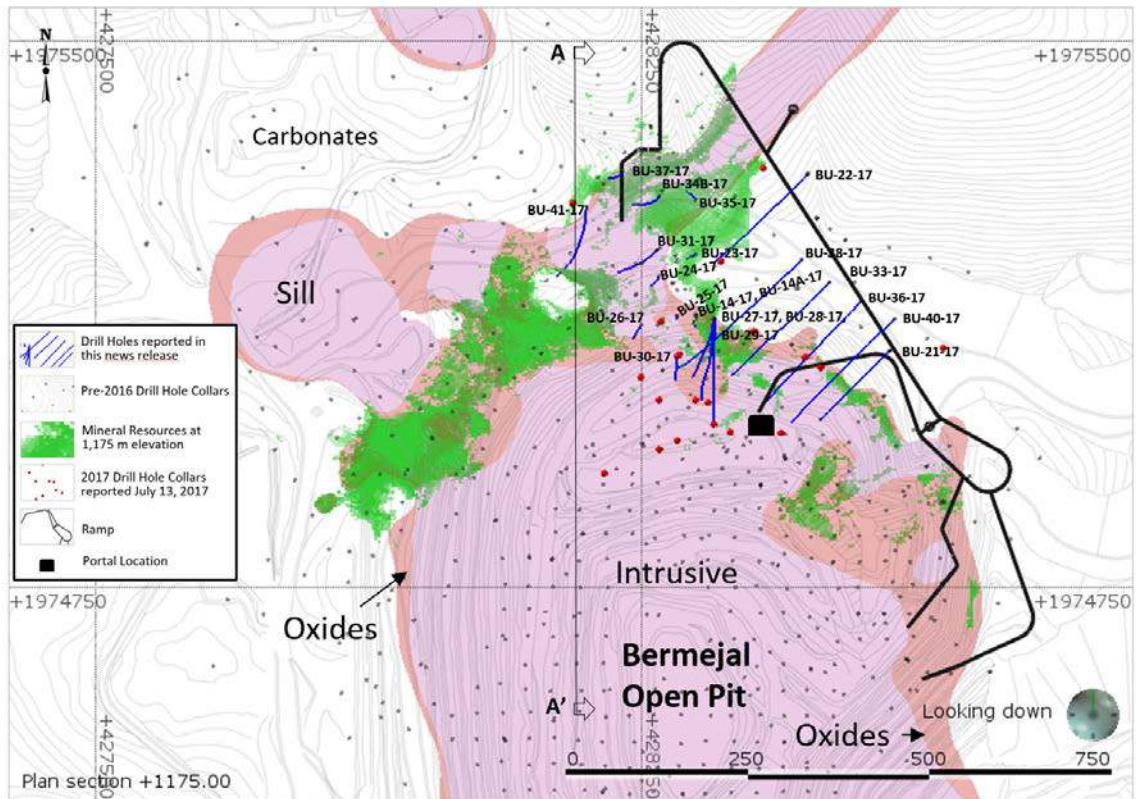 N
+1975500
+427500
A
+428250
+1975500
Carbonates
BU-37-17
BU-34B-17
BU-22-17
BU-35-17
BU-41-17
BU-31-17
BU-23-17
BU-38-17
BU-24-17
BU-33-17
Sill
BU-25-17
BU-14-17, BU-14A-17
BU-36-17
BU-26-17
BU-27-17, BU-28-17,
BU-40-17
BU-29-17
BU-30-17
BU-21-17
Drill Holes reported in
this news release
Pre-2016 Drill Hole Collars
Mineral Resources at
1,175 m elevation
2017 Drill Hole Collars
reported July 13, 2017
Ramp
Portal Location
Intrusive
+1974750
+1974750
Oxides
Bermejal
Open Pit
A'
Looking down
Oxides
+427500
+428250
0
250
500
750
Plan section +1175.00